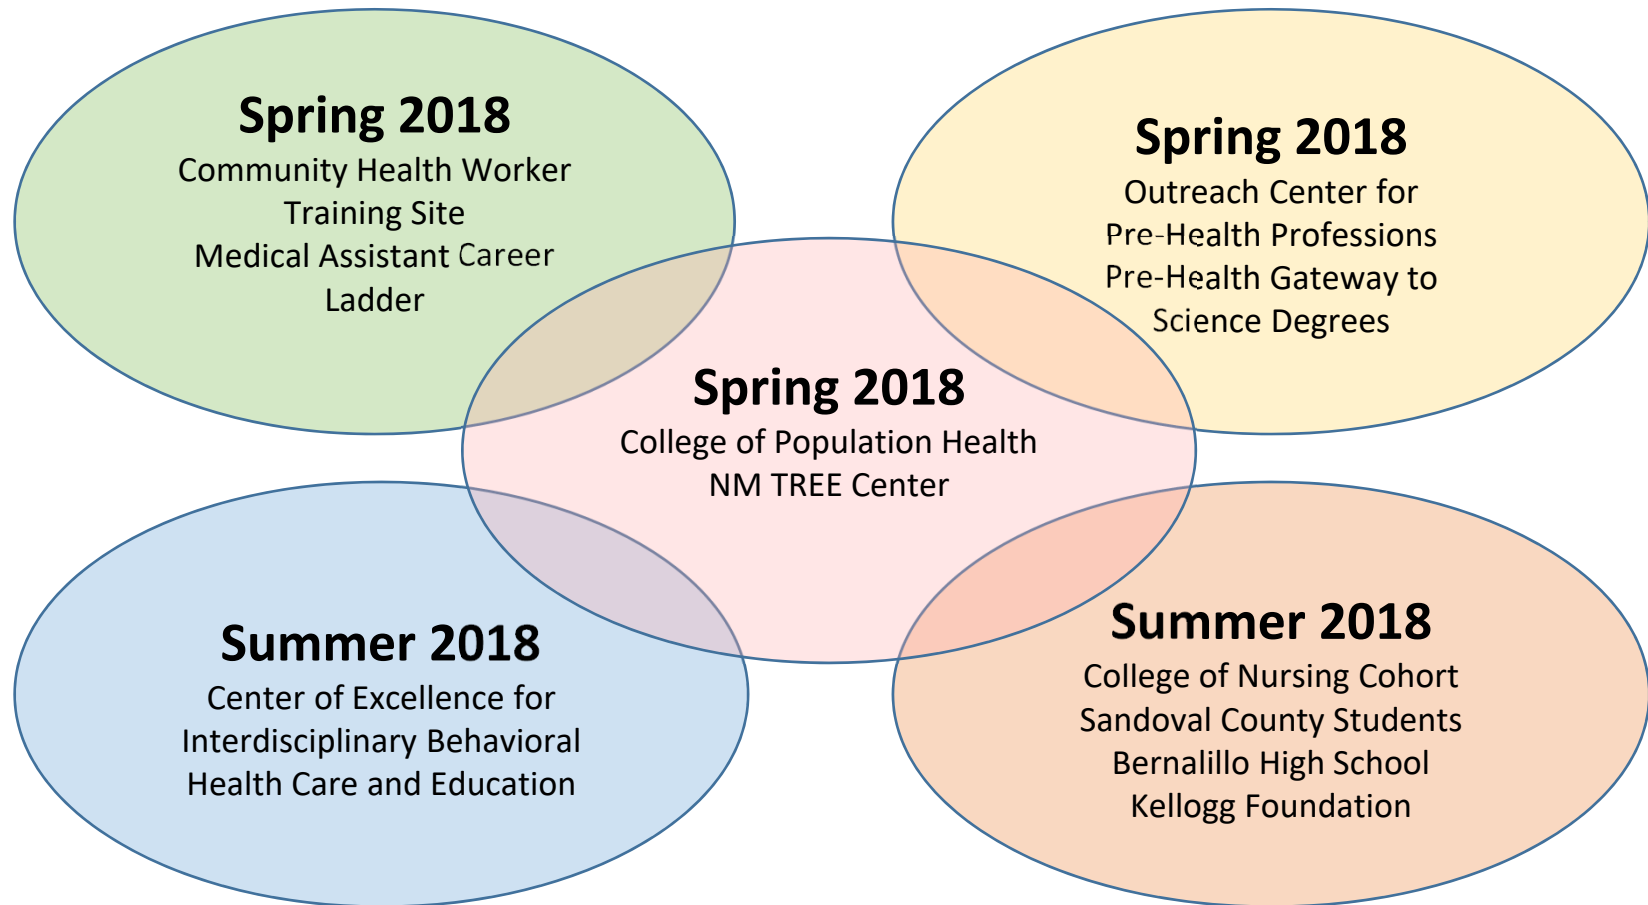 Spring 2018
Community Health Worker
Training Site
Medical Assistant Career
Ladder
Spring 2018
Outreach Center for
Pre-Health Professions
Pre-Health Gateway to
Science Degrees
Spring 2018
College of Population Health
NM TREE Center
Summer 2018
Center of Excellence for
Interdisciplinary Behavioral
Health Care and Education
Summer 2018
College of Nursing Cohort
Sandoval County Students
Bernalillo High School
Kellogg Foundation